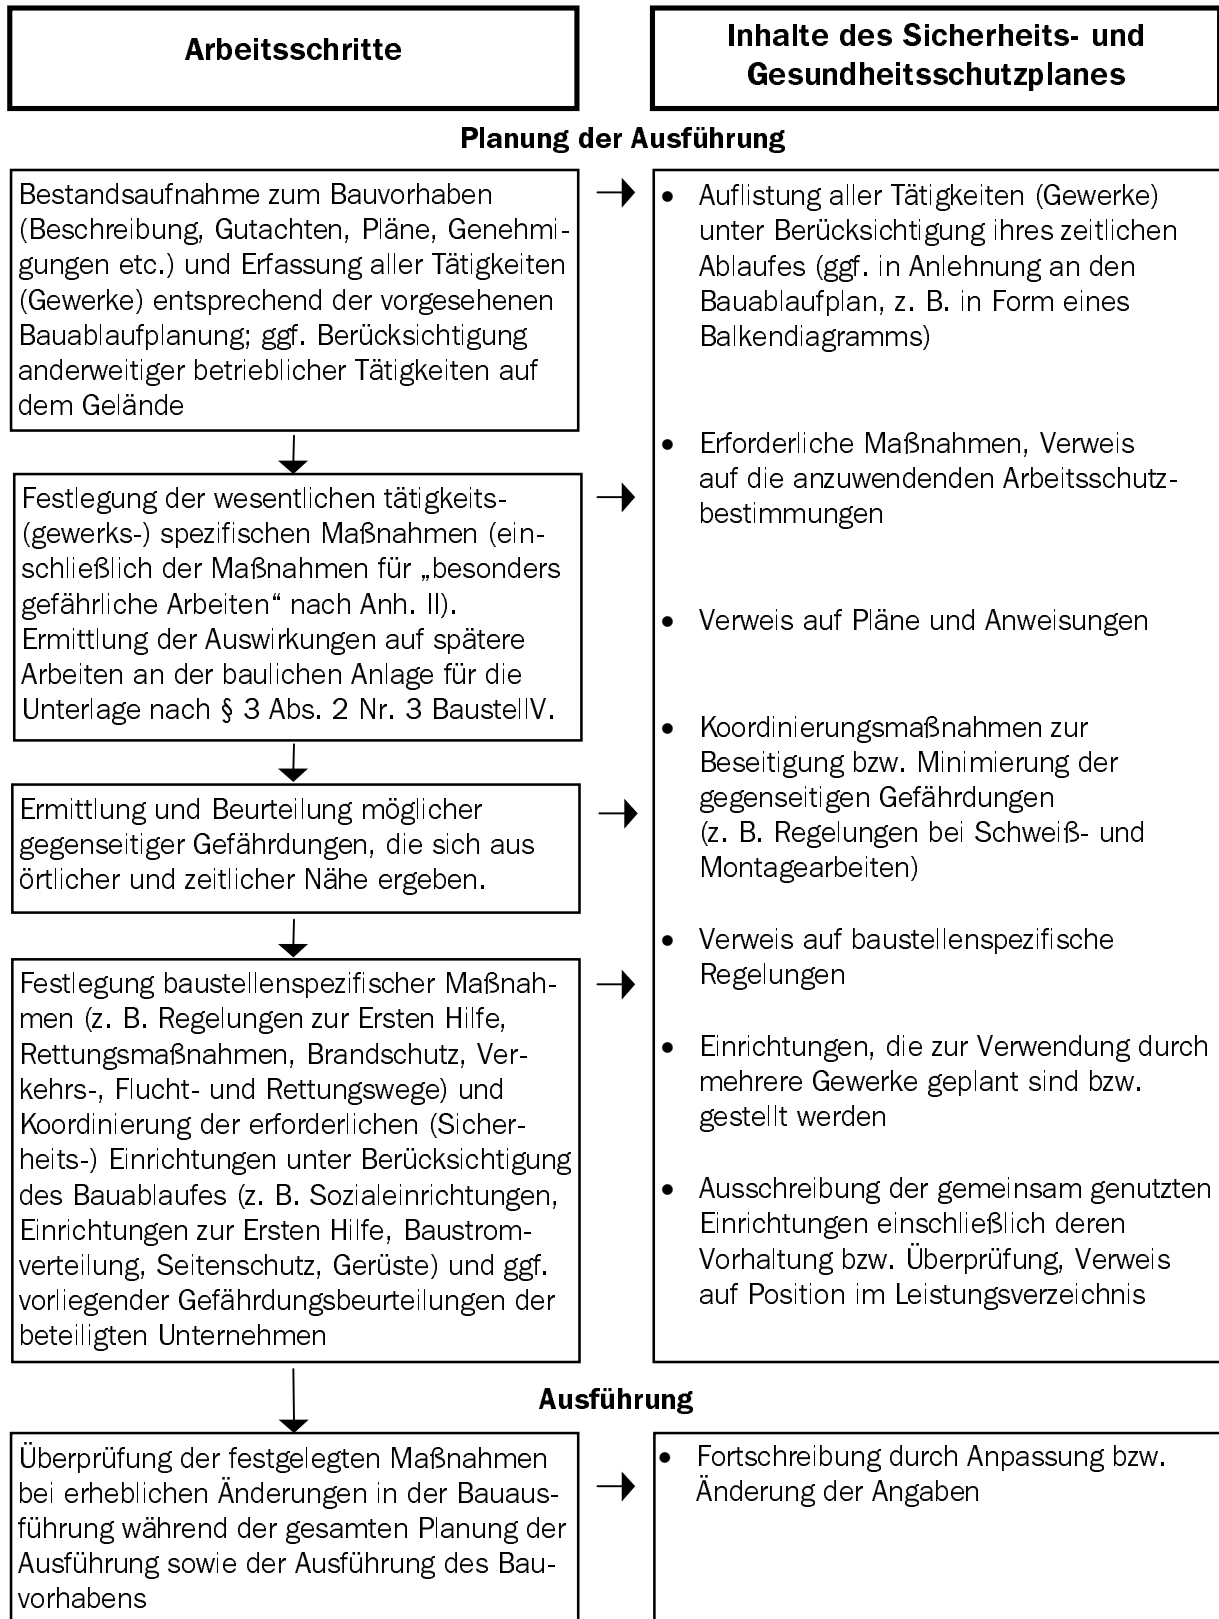 Arbeitsschritte
Inhalte des Sicherheits- und
Gesundheitsschutzplanes
Planung der Ausführung
Bestandsaufnahme zum Bauvorhaben
(Beschreibung, Gutachten, Pläne, Genehmi-
gungen etc.) und Erfassung aller Tätigkeiten
(Gewerke) entsprechend der vorgesehenen
Bauablaufplanung; ggf. Berücksichtigung
anderweitiger betrieblicher Tätigkeiten auf
dem Gelände
• Auflistung aller Tätigkeiten (Gewerke)
unter Berücksichtigung ihres zeitlichen
Ablaufes (ggf. in Anlehnung an den
Bauablaufplan, z. B. in Form eines
Balkendiagramms)
Festlegung der wesentlichen tätigkeits-
(gewerks-) spezifischen Maßnahmen (ein-
schließlich der Maßnahmen für „besonders
gefährliche Arbeiten“ nach Anh. II).
Ermittlung der Auswirkungen auf spätere
Arbeiten an der baulichen Anlage für die
Unterlage nach § 3 Abs. 2 Nr. 3 BaustellV.
• Erforderliche Maßnahmen, Verweis
auf die anzuwendenden Arbeitsschutz-
bestimmungen
• Verweis auf Pläne und Anweisungen
Ermittlung und Beurteilung möglicher
gegenseitiger Gefährdungen, die sich aus
örtlicher und zeitlicher Nähe ergeben.
• Koordinierungsmaßnahmen zur
Beseitigung bzw. Minimierung der
gegenseitigen Gefährdungen
(z. B. Regelungen bei Schweiß- und
Montagearbeiten)
Festlegung baustellenspezifischer Maßnah-
men (z. B. Regelungen zur Ersten Hilfe,
Rettungsmaßnahmen, Brandschutz, Ver-
kehrs-, Flucht- und Rettungswege) und
Koordinierung der erforderlichen (Sicher-
heits-) Einrichtungen unter Berücksichtigung
des Bauablaufes (z. B. Sozialeinrichtungen,
Einrichtungen zur Ersten Hilfe, Baustrom-
verteilung, Seitenschutz, Gerüste) und ggf.
vorliegender Gefährdungsbeurteilungen der
beteiligten Unternehmen
• Verweis auf baustellenspezifische
Regelungen
• Einrichtungen, die zur Verwendung durch
mehrere Gewerke geplant sind bzw.
gestellt werden
• Ausschreibung der gemeinsam genutzten
Einrichtungen einschließlich deren
Vorhaltung bzw. Überprüfung, Verweis
auf Position im Leistungsverzeichnis
Ausführung
Überprüfung der festgelegten Maßnahmen
bei erheblichen Änderungen in der Bauaus-
führung während der gesamten Planung der
Ausführung sowie der Ausführung des Bau-
vorhabens
• Fortschreibung durch Anpassung bzw.
Änderung der Angaben